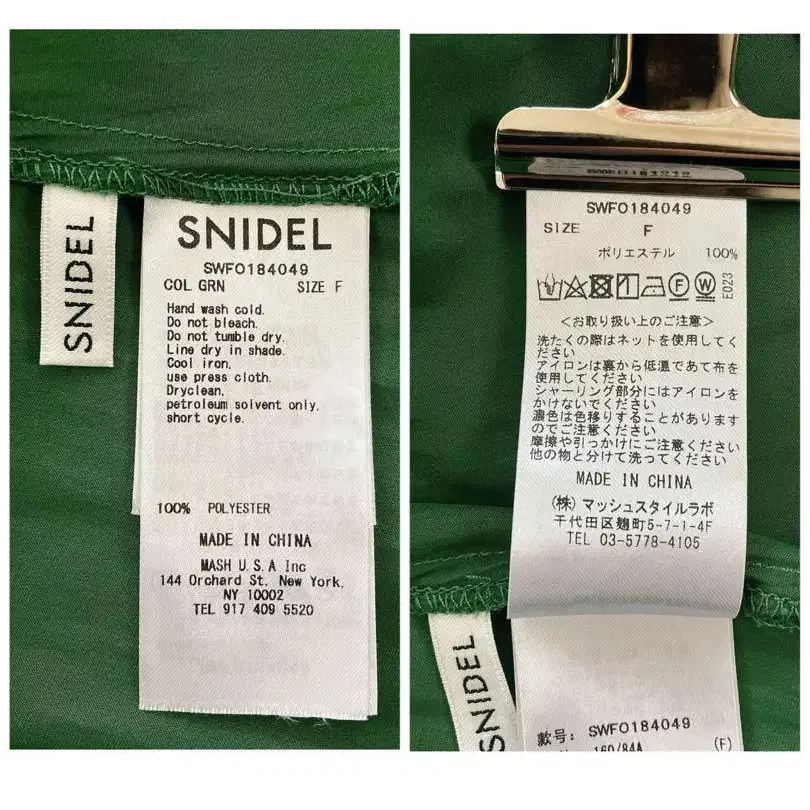 SNIDEL
SNIDEL
SWFO184049
COL GRN SIZE F
Hand wash cold.
Do not bleach.
Do not tumble dry.
Line dry in shade.
Cool iron.
use press cloth.
Dryclean.
petroleum solvent only.
short cycle.
100% POLYESTER
MADE IN CHINA
MASH U.S.A Inc
144 Orchard St. New York.
NY 10002
TEL 917 409 5520
SWFO184049
SIZE F
ポリエステル 100%
F W E023
<お取り扱い上のご注意>
洗たくの際はネットを使用してく
ださい
アイロンは裏から低温であて布を
使用してください
シャーリング部分にはアイロンを
かけないでください
濃色は色移りすることがあります
のでご注意ください
摩擦や引っかけにご注意ください
他の物と分けて洗ってください
MADE IN CHINA
(株) マッシュスタイルラボ
千代田区麹町5-7-1-4F
TEL 03-5778-4105
SNIDEL
款号: SWFO184049
160/84A (F)